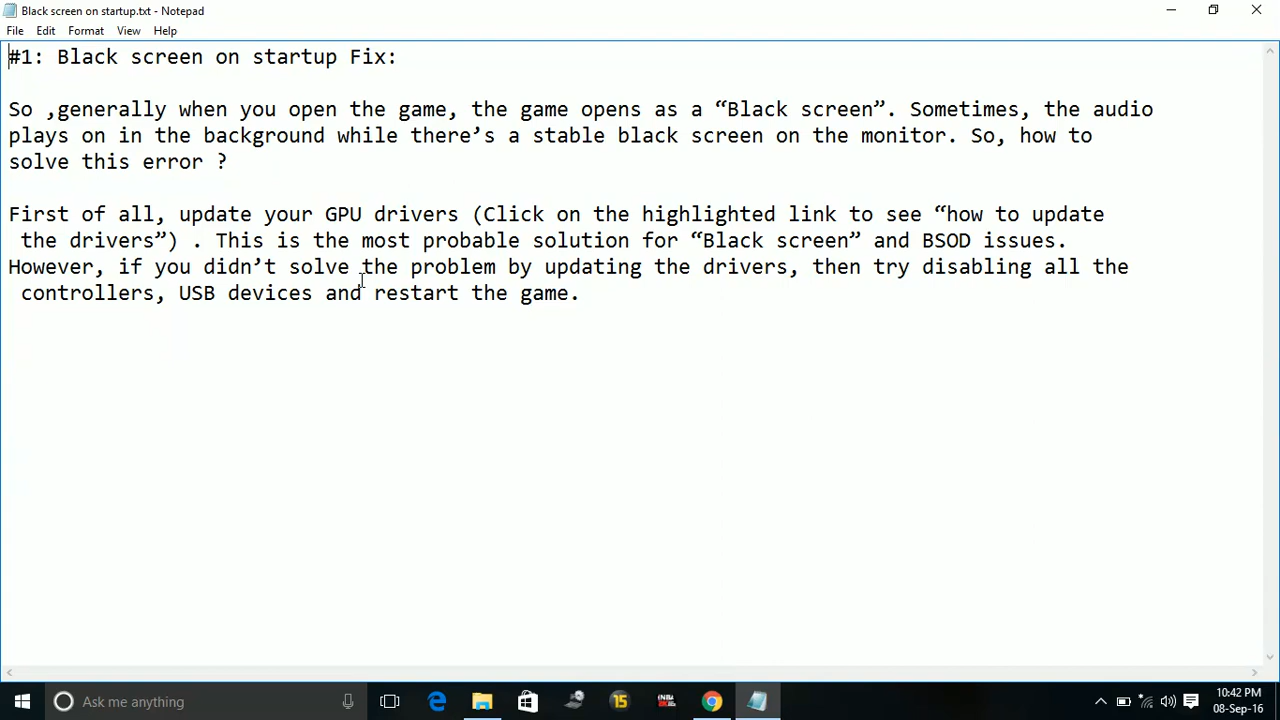 Black screen on startup.txt - Notepad
File Edit Format View Help
#1: Black screen on startup Fix:
So ,generally when you open the game, the game opens as a “Black screen”. Sometimes, the audio
plays on in the background while there’s a stable black screen on the monitor. So, how to
solve this error ?
First of all, update your GPU drivers (Click on the highlighted link to see “how to update
the drivers”) . This is the most probable solution for “Black screen” and BSOD issues.
However, if you didn’t solve the problem by updating the drivers, then try disabling all the
controllers, USB devices and restart the game.
Ask me anything
15
10:42 PM
08-Sep-16